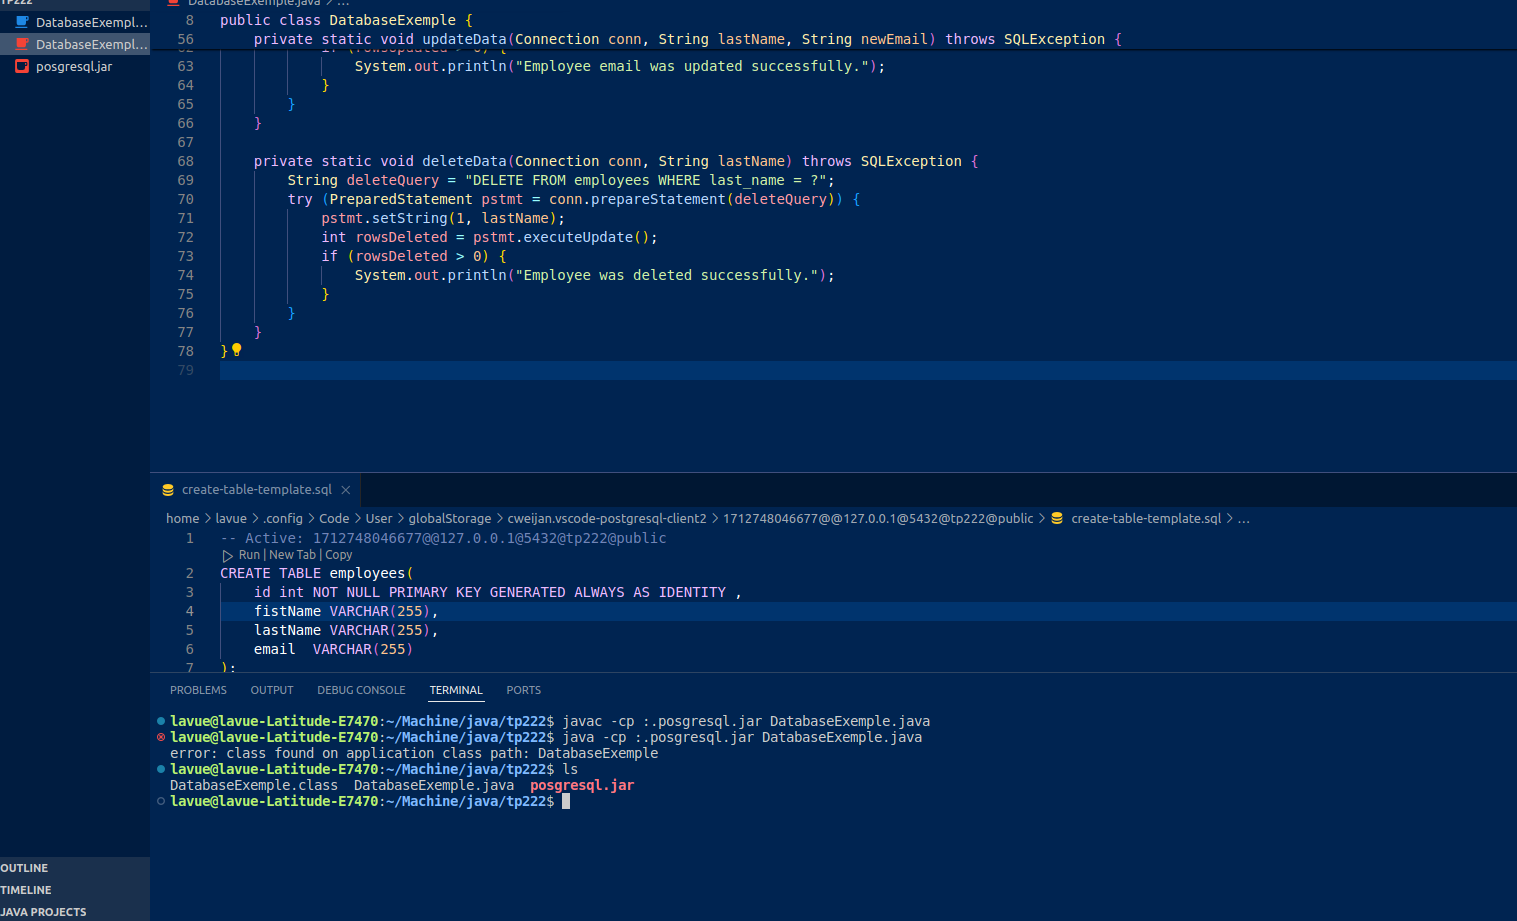 TP222
DatabaseExempl...
DatabaseExempl...
posgresql.jar
DatabaseExemple.java > ...
8 public class DatabaseExemple {
56 private static void updateData(Connection conn, String lastName, String newEmail) throws SQLException {
62 if (rowsUpdated > 0) {
63 System.out.println("Employee email was updated successfully.");
64 }
65 }
66 }
67
68 private static void deleteData(Connection conn, String lastName) throws SQLException {
69 String deleteQuery = "DELETE FROM employees WHERE last_name = ?";
70 try (PreparedStatement pstmt = conn.prepareStatement(deleteQuery)) {
71 pstmt.setString(1, lastName);
72 int rowsDeleted = pstmt.executeUpdate();
73 if (rowsDeleted > 0) {
74 System.out.println("Employee was deleted successfully.");
75 }
76 }
77 }
78 }
79
create-table-template.sql
home > lavue > .config > Code > User > globalStorage > cweijan.vscode-postgresql-client2 > 1712748046677@@127.0.0.1@5432@tp222@public > create-table-template.sql > ...
1 -- Active: 1712748046677@@127.0.0.1@5432@tp222@public
Run | New Tab | Copy
2 CREATE TABLE employees(
3 id int NOT NULL PRIMARY KEY GENERATED ALWAYS AS IDENTITY ,
4 fistName VARCHAR(255),
5 lastName VARCHAR(255),
6 email  VARCHAR(255)
7 );
PROBLEMS OUTPUT DEBUG CONSOLE TERMINAL PORTS
lavue@lavue-Latitude-E7470:~/Machine/java/tp222$ javac -cp :.posgresql.jar DatabaseExemple.java
lavue@lavue-Latitude-E7470:~/Machine/java/tp222$ java -cp :.posgresql.jar DatabaseExemple.java
error: class found on application class path: DatabaseExemple
lavue@lavue-Latitude-E7470:~/Machine/java/tp222$ ls
DatabaseExemple.class  DatabaseExemple.java  posgresql.jar
lavue@lavue-Latitude-E7470:~/Machine/java/tp222$
OUTLINE
TIMELINE
JAVA PROJECTS